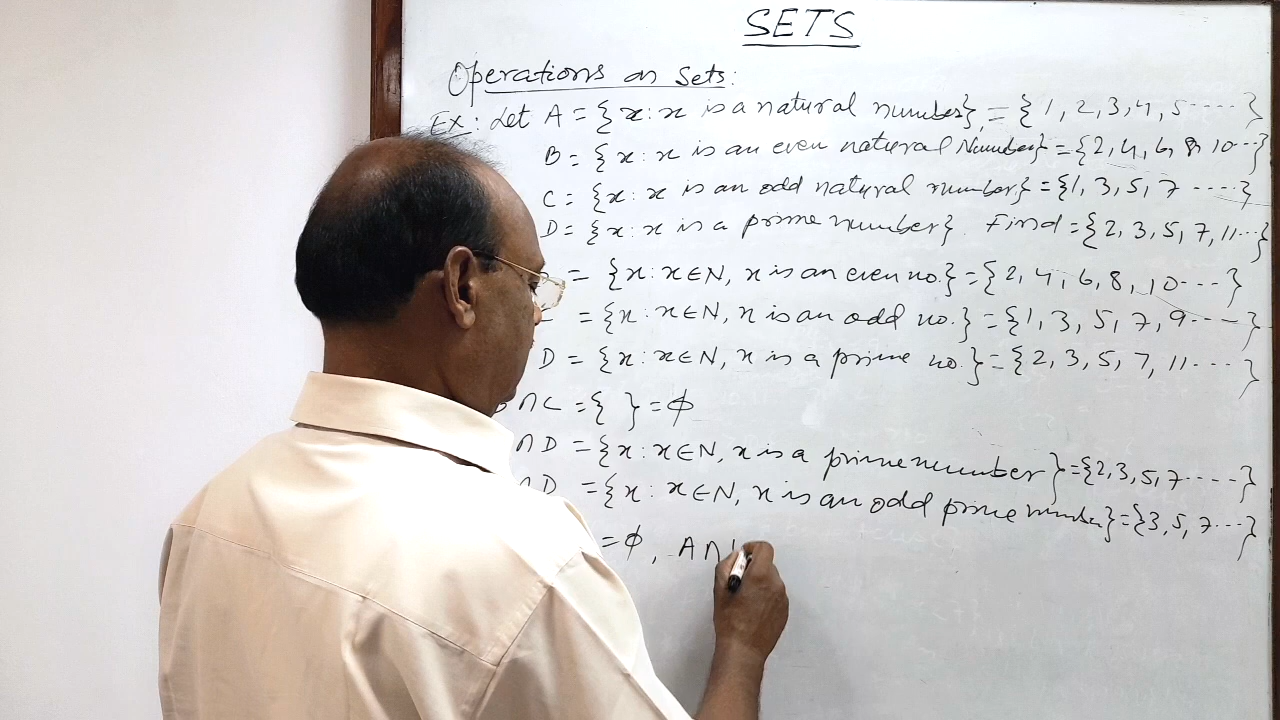 SETS
Operations on Sets:
Ex: Let A = {x: x is a natural number}, = {1, 2, 3, 4, 5 ----}
B = {x: x is an even natural Number} = {2, 4, 6, 8, 10--}
C = {x: x is an odd natural number} = {1, 3, 5, 7 ----}
D = {x: x is a prime number}. Find = {2, 3, 5, 7, 11--}
= {x: x∈N, x is an even no.} = {2, 4, 6, 8, 10---}
= {x: x∈N, x is an odd no.} = {1, 3, 5, 7, 9----}
D = {x: x∈N, x is a prime no.} = {2, 3, 5, 7, 11---}
∩C = { } = φ
∩D = {x: x∈N, x is a prime number} = {2, 3, 5, 7----}
∩D = {x: x∈N, x is an odd prime number} = {3, 5, 7---}
= φ, A∩